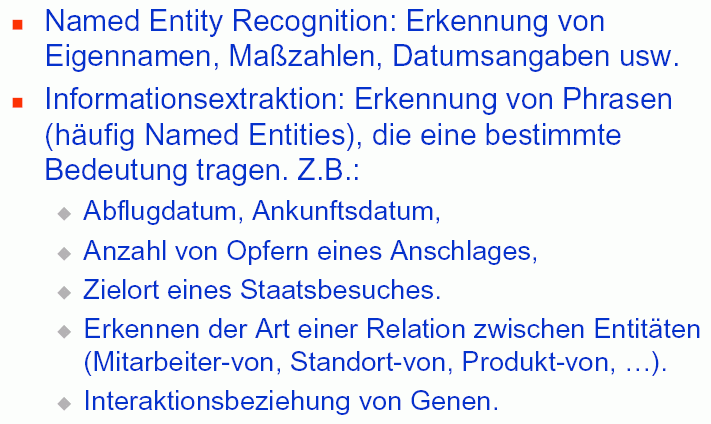 Named Entity Recognition: Erkennung von
Eigennamen, Maßzahlen, Datumsangaben usw.
Informationsextraktion: Erkennung von Phrasen
(häufig Named Entities), die eine bestimmte
Bedeutung tragen. Z.B.:
Abflugdatum, Ankunftsdatum,
Anzahl von Opfern eines Anschlages,
Zielort eines Staatsbesuches.
Erkennen der Art einer Relation zwischen Entitäten
(Mitarbeiter-von, Standort-von, Produkt-von, …).
Interaktionsbeziehung von Genen.